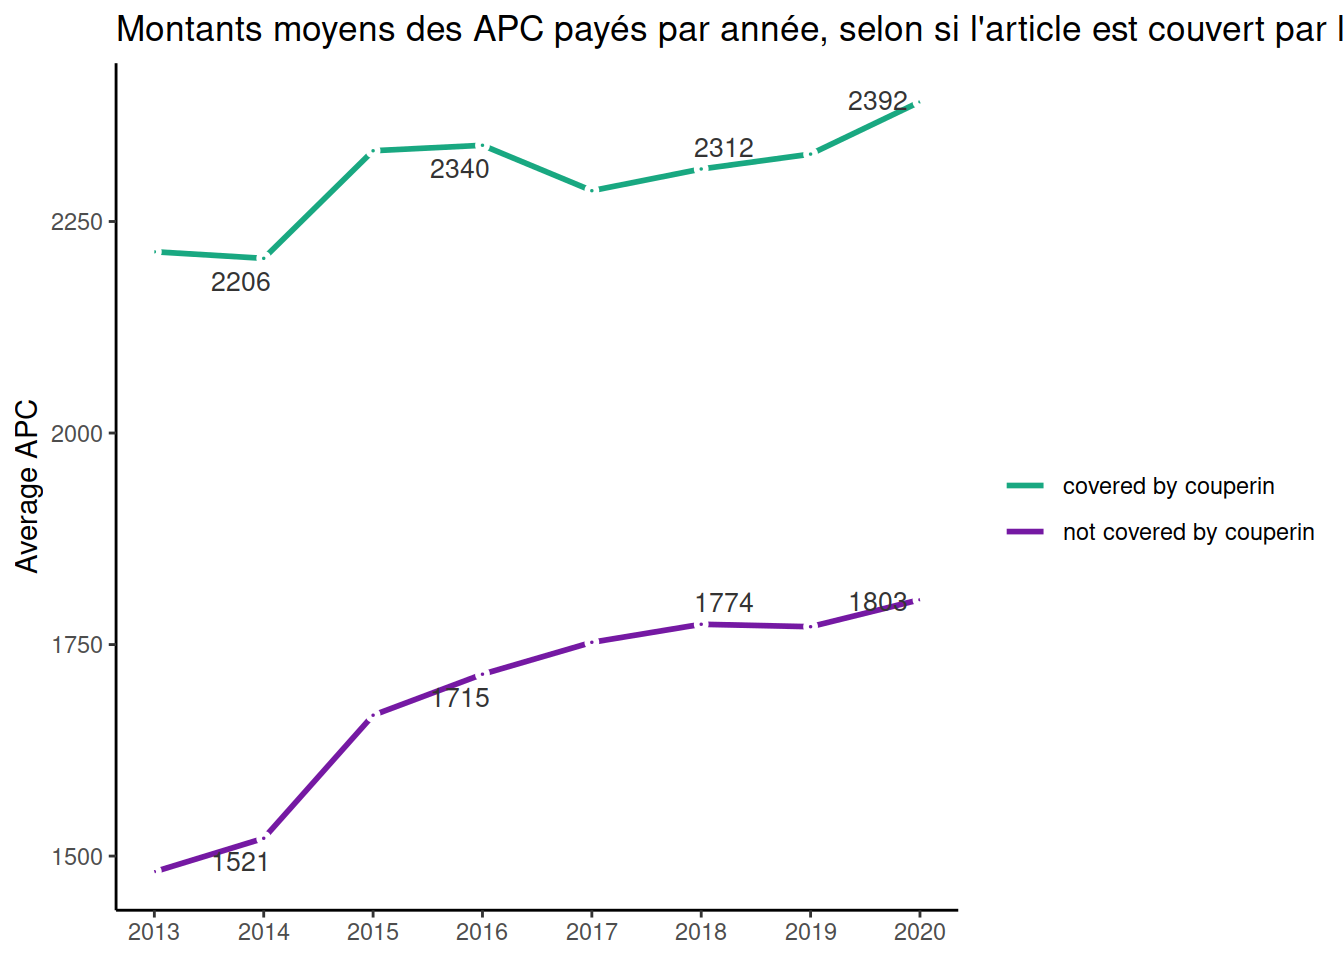 Montants moyens des APC payés par année, selon si l'article est couvert par
2392
2312
2340
2250
2206
2000
Average APC
covered by couperin
not covered by couperin
1774
1803
1750
1715
1521
1500
2013 2014 2015 2016 2017 2018 2019 2020